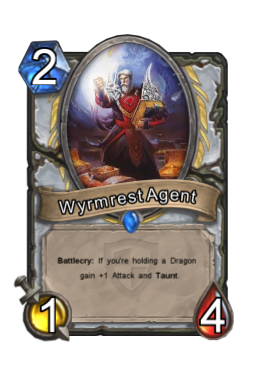 2
Wyrmrest Agent
Battlecry: If you're holding a Dragon
gain +1 Attack and Taunt.
1
4